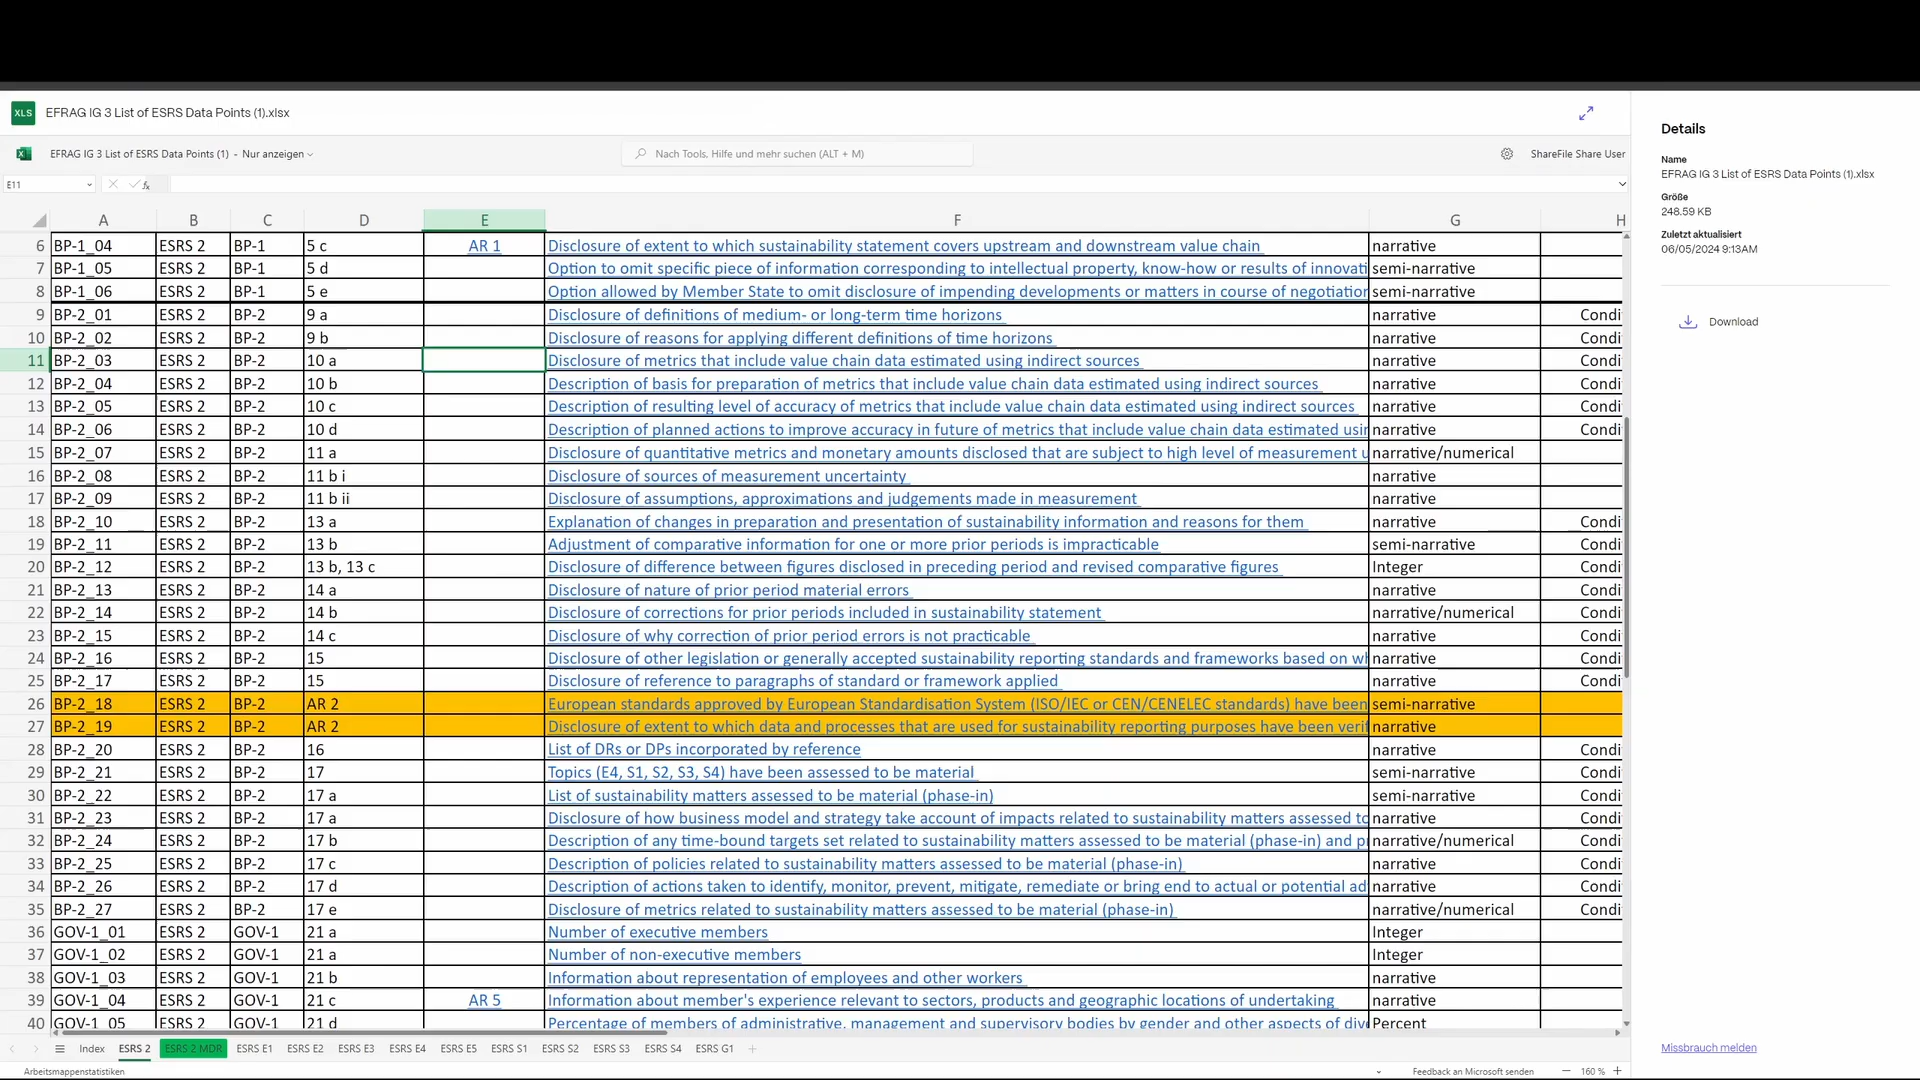 XLS EFRAG IG 3 List of ESRS Data Points (1).xlsx
EFRAG IG 3 List of ESRS Data Points (1) - Nur anzeigen
Nach Tools, Hilfe und mehr suchen (ALT + M)
ShareFile Share User
E11 fx
A B C D E F G H
6 BP-1_04 ESRS 2 BP-1 5 c AR 1 Disclosure of extent to which sustainability statement covers upstream and downstream value chain narrative
7 BP-1_05 ESRS 2 BP-1 5 d Option to omit specific piece of information corresponding to intellectual property, know-how or results of innovati semi-narrative
8 BP-1_06 ESRS 2 BP-1 5 e Option allowed by Member State to omit disclosure of impending developments or matters in course of negotiation semi-narrative
9 BP-2_01 ESRS 2 BP-2 9 a Disclosure of definitions of medium- or long-term time horizons narrative Condi
10 BP-2_02 ESRS 2 BP-2 9 b Disclosure of reasons for applying different definitions of time horizons narrative Condi
11 BP-2_03 ESRS 2 BP-2 10 a Disclosure of metrics that include value chain data estimated using indirect sources narrative Condi
12 BP-2_04 ESRS 2 BP-2 10 b Description of basis for preparation of metrics that include value chain data estimated using indirect sources narrative Condi
13 BP-2_05 ESRS 2 BP-2 10 c Description of resulting level of accuracy of metrics that include value chain data estimated using indirect sources narrative Condi
14 BP-2_06 ESRS 2 BP-2 10 d Description of planned actions to improve accuracy in future of metrics that include value chain data estimated usin narrative Condi
15 BP-2_07 ESRS 2 BP-2 11 a Disclosure of quantitative metrics and monetary amounts disclosed that are subject to high level of measurement u narrative/numerical
16 BP-2_08 ESRS 2 BP-2 11 b i Disclosure of sources of measurement uncertainty narrative
17 BP-2_09 ESRS 2 BP-2 11 b ii Disclosure of assumptions, approximations and judgements made in measurement narrative
18 BP-2_10 ESRS 2 BP-2 13 a Explanation of changes in preparation and presentation of sustainability information and reasons for them narrative Condi
19 BP-2_11 ESRS 2 BP-2 13 b Adjustment of comparative information for one or more prior periods is impracticable semi-narrative Condi
20 BP-2_12 ESRS 2 BP-2 13 b, 13 c Disclosure of difference between figures disclosed in preceding period and revised comparative figures Integer Condi
21 BP-2_13 ESRS 2 BP-2 14 a Disclosure of nature of prior period material errors narrative Condi
22 BP-2_14 ESRS 2 BP-2 14 b Disclosure of corrections for prior periods included in sustainability statement narrative/numerical Condi
23 BP-2_15 ESRS 2 BP-2 14 c Disclosure of why correction of prior period errors is not practicable narrative Condi
24 BP-2_16 ESRS 2 BP-2 15 Disclosure of other legislation or generally accepted sustainability reporting standards and frameworks based on wh narrative Condi
25 BP-2_17 ESRS 2 BP-2 15 Disclosure of reference to paragraphs of standard or framework applied narrative Condi
26 BP-2_18 ESRS 2 BP-2 AR 2 European standards approved by European Standardisation System (ISO/IEC or CEN/CENELEC standards) have been semi-narrative
27 BP-2_19 ESRS 2 BP-2 AR 2 Disclosure of extent to which data and processes that are used for sustainability reporting purposes have been verif narrative
28 BP-2_20 ESRS 2 BP-2 16 List of DRs or DPs incorporated by reference narrative Condi
29 BP-2_21 ESRS 2 BP-2 17 Topics (E4, S1, S2, S3, S4) have been assessed to be material semi-narrative Condi
30 BP-2_22 ESRS 2 BP-2 17 a List of sustainability matters assessed to be material (phase-in) semi-narrative Condi
31 BP-2_23 ESRS 2 BP-2 17 a Disclosure of how business model and strategy take account of impacts related to sustainability matters assessed to narrative Condi
32 BP-2_24 ESRS 2 BP-2 17 b Description of any time-bound targets set related to sustainability matters assessed to be material (phase-in) and p narrative/numerical Condi
33 BP-2_25 ESRS 2 BP-2 17 c Description of policies related to sustainability matters assessed to be material (phase-in) narrative Condi
34 BP-2_26 ESRS 2 BP-2 17 d Description of actions taken to identify, monitor, prevent, mitigate, remediate or bring end to actual or potential ad narrative Condi
35 BP-2_27 ESRS 2 BP-2 17 e Disclosure of metrics related to sustainability matters assessed to be material (phase-in) narrative/numerical Condi
36 GOV-1_01 ESRS 2 GOV-1 21 a Number of executive members Integer
37 GOV-1_02 ESRS 2 GOV-1 21 a Number of non-executive members Integer
38 GOV-1_03 ESRS 2 GOV-1 21 b Information about representation of employees and other workers narrative
39 GOV-1_04 ESRS 2 GOV-1 21 c AR 5 Information about member's experience relevant to sectors, products and geographic locations of undertaking narrative
40 GOV-1_05 ESRS 2 GOV-1 21 d Percentage of members of administrative, management and supervisory bodies by gender and other aspects of dive Percent
Index ESRS 2 ESRS 2 MDR ESRS E1 ESRS E2 ESRS E3 ESRS E4 ESRS E5 ESRS S1 ESRS S2 ESRS S3 ESRS S4 ESRS G1
Arbeitsmappenstatistiken
Feedback an Microsoft senden
160 %
Details
Name
EFRAG IG 3 List of ESRS Data Points (1).xlsx
Größe
248.59 KB
Zuletzt aktualisiert
06/05/2024 9:13AM
Download
Missbrauch melden